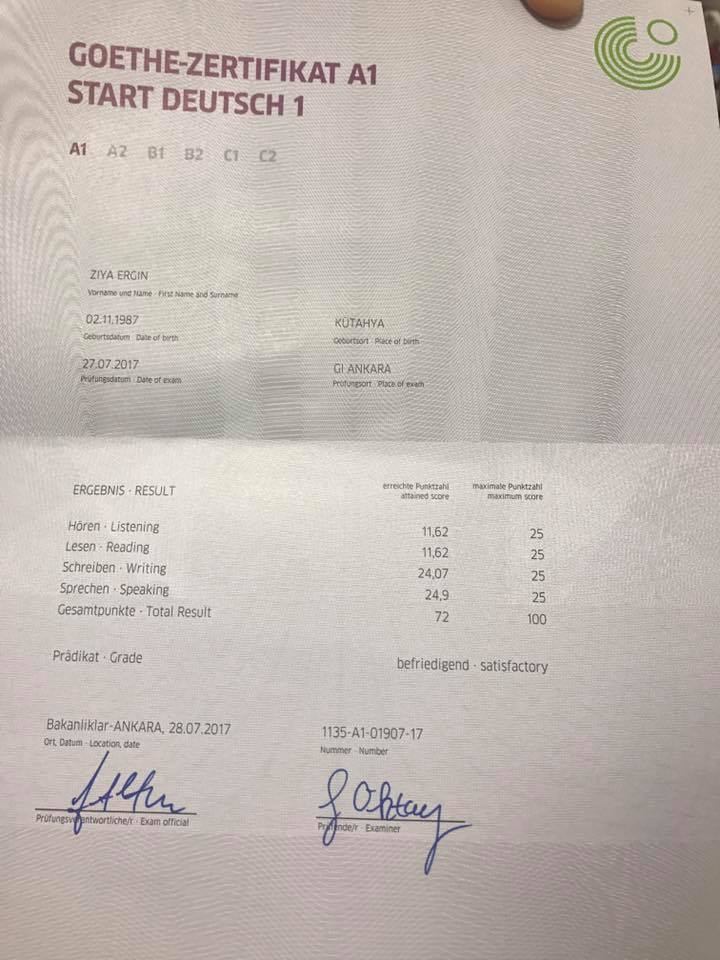 GOETHE-ZERTIFIKAT A1
START DEUTSCH 1
A1 A2 B1 B2 C1 C2
ZIYA ERGIN
Vorname und Name · First Name and Surname
02.11.1987 KÜTAHYA
Geburtsdatum · Date of birth Geburtsort · Place of birth
27.07.2017 GI ANKARA
Prüfungsdatum · Date of exam Prüfungsort · Place of exam
ERGEBNIS · RESULT erreichte Punktzahl maximale Punktzahl
attained score maximum score
Hören · Listening 11,62 25
Lesen · Reading 11,62 25
Schreiben · Writing 24,07 25
Sprechen · Speaking 24,9 25
Gesamtpunkte · Total Result 72 100
Prädikat · Grade befriedigend · satisfactory
Bakanliklar-ANKARA, 28.07.2017 1135-A1-01907-17
Ort, Datum · Location, date Nummer · Number
Prüfungsverantwortliche/r · Exam official Prüfende/r · Examiner